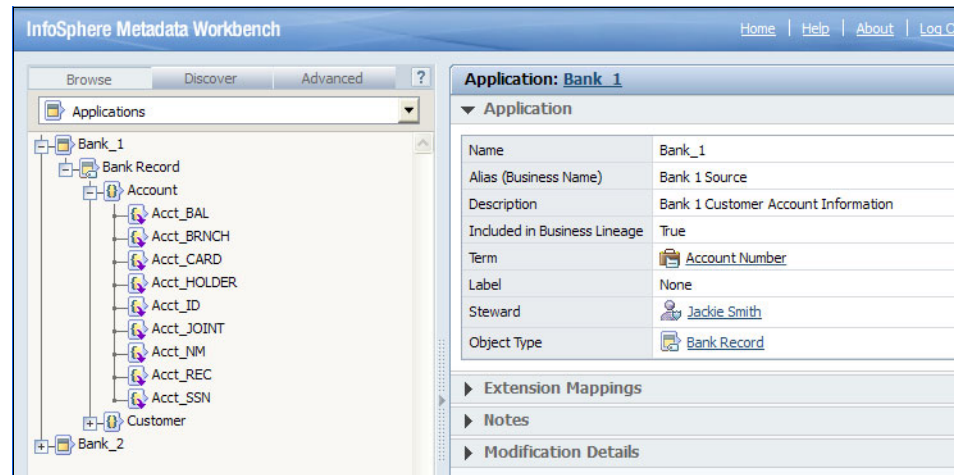 InfoSphere Metadata Workbench
Home | Help | About | Log O
Browse Discover Advanced ?
Applications
Bank_1
Bank Record
Account
Acct_BAL
Acct_BRNCH
Acct_CARD
Acct_HOLDER
Acct_ID
Acct_JOINT
Acct_NM
Acct_REC
Acct_SSN
Customer
Bank_2
Application: Bank_1
Application
Name Bank_1
Alias (Business Name) Bank 1 Source
Description Bank 1 Customer Account Information
Included in Business Lineage True
Term Account Number
Label None
Steward Jackie Smith
Object Type Bank Record
Extension Mappings
Notes
Modification Details